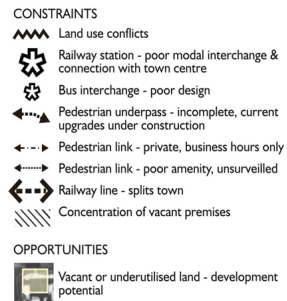 CONSTRAINTS
Land use conflicts
Railway station - poor modal interchange &
connection with town centre
Bus interchange - poor design
Pedestrian underpass - incomplete, current
upgrades under construction
Pedestrian link - private, business hours only
Pedestrian link - poor amenity, unsurveilled
Railway line - splits town
Concentration of vacant premises
OPPORTUNITIES
Vacant or underutilised land - development
potential